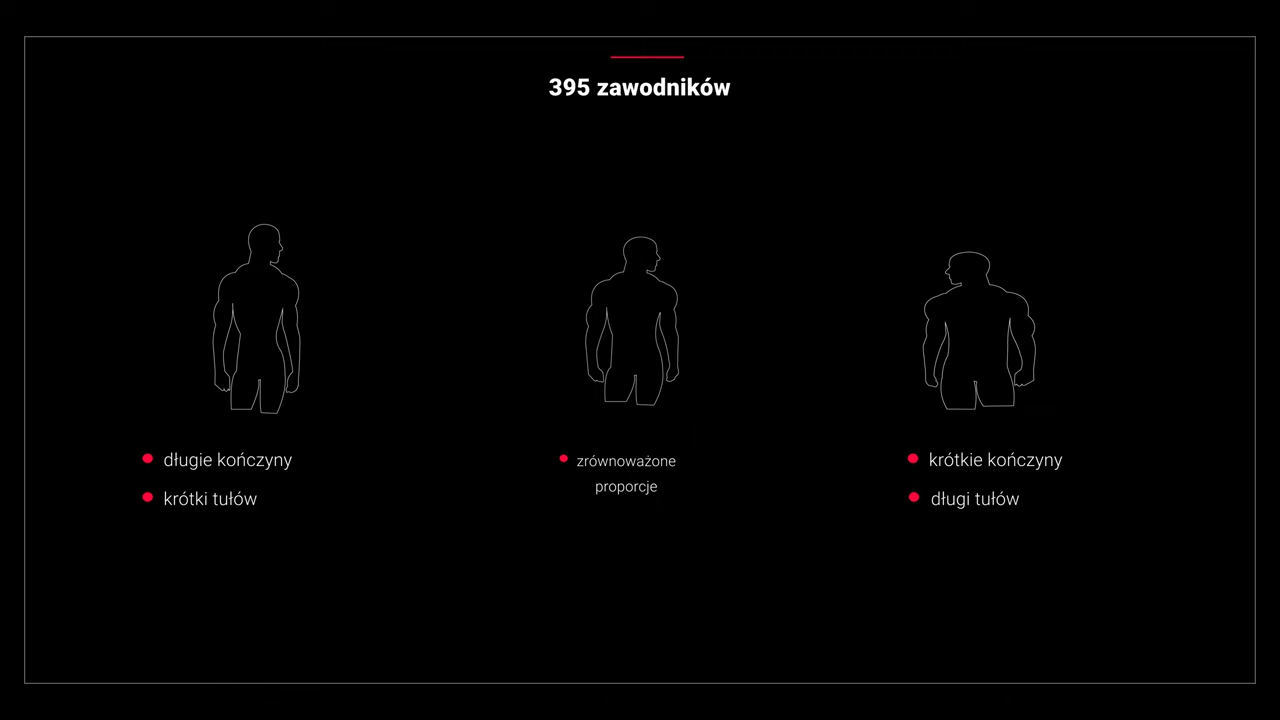 395 zawodników
długie kończyny
krótki tułów
zrównoważone
proporcje
krótkie kończyny
długi tułów